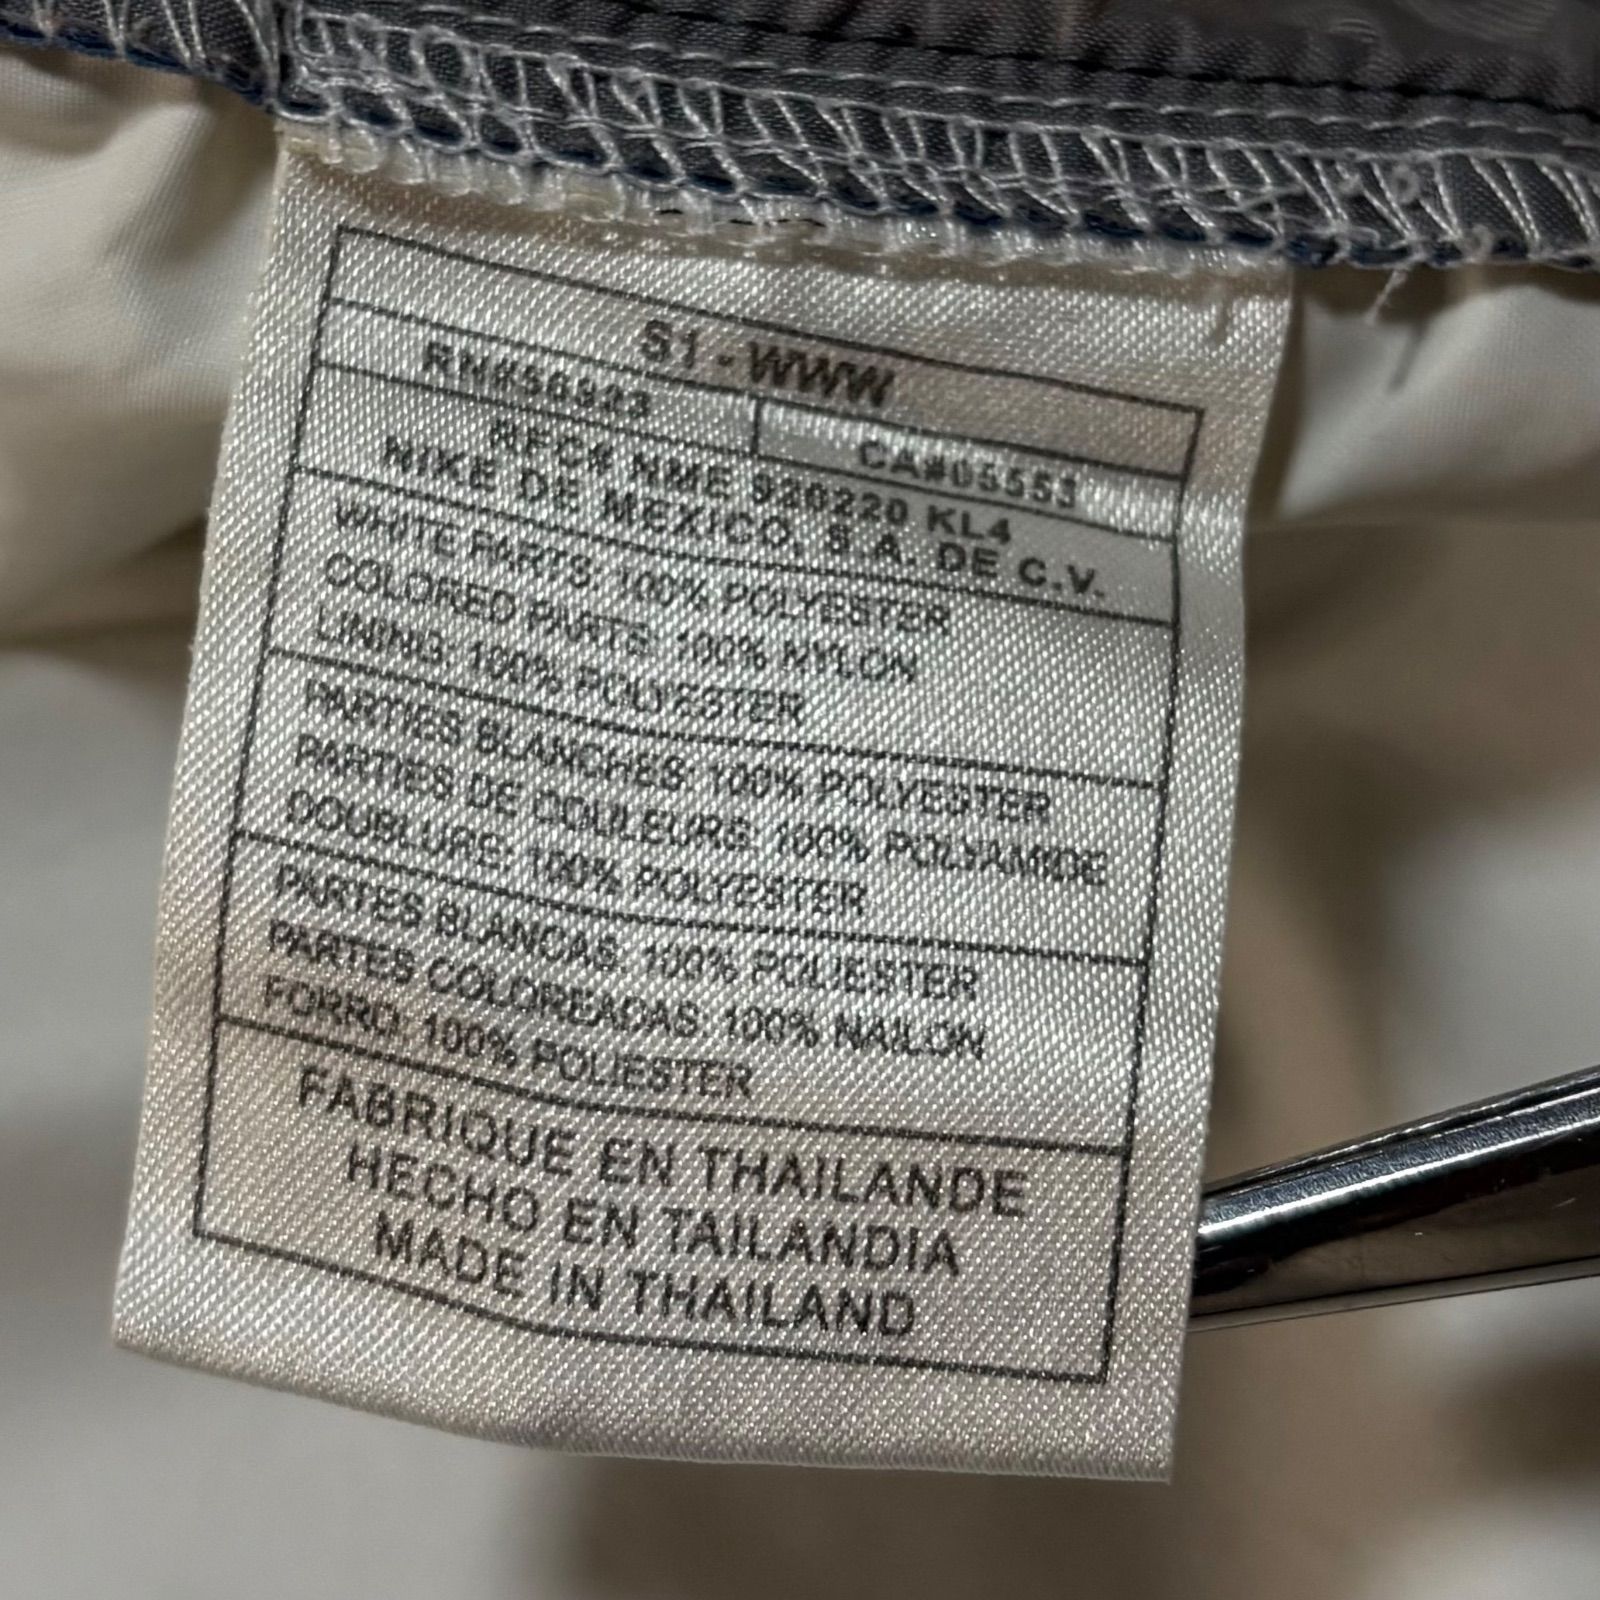 S1 - WWW
RN#56923
CA#05553
RFC# NME 920220 KL4
NIKE DE MEXICO, S.A. DE C.V.
WHITE PARTS: 100% POLYESTER
COLORED PARTS: 100% NYLON
LINING: 100% POLYESTER
PARTIES BLANCHES: 100% POLYESTER
PARTIES DE COULEURS: 100% POLYAMIDE
DOUBLURE: 100% POLYESTER
PARTES BLANCAS: 100% POLIESTER
PARTES COLOREADAS: 100% NAILON
FORRO: 100% POLIESTER
FABRIQUE EN THAILANDE
HECHO EN TAILANDIA
MADE IN THAILAND